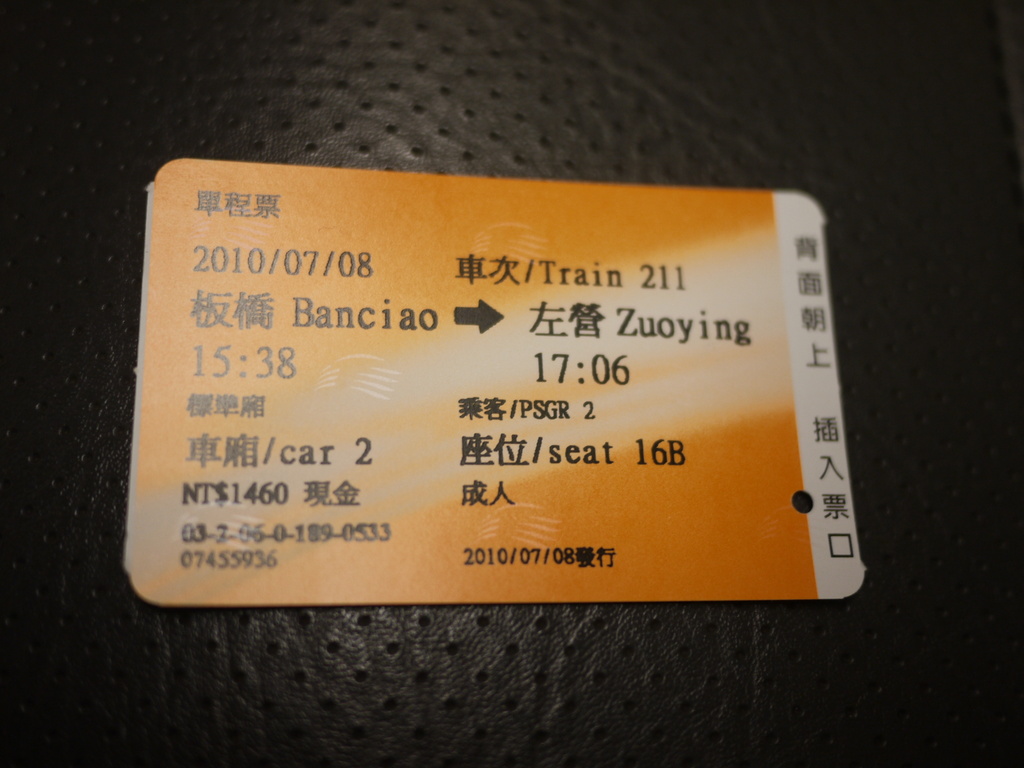 單程票
2010/07/08 車次/Train 211
板橋 Banciao → 左營 Zuoying
15:38 17:06
標準廂 乘客/PSGR 2
車廂/car 2 座位/seat 16B
NT$1460 現金 成人
03-2-06-0-189-0533
07455936 2010/07/08發行
背面朝上 插入票口